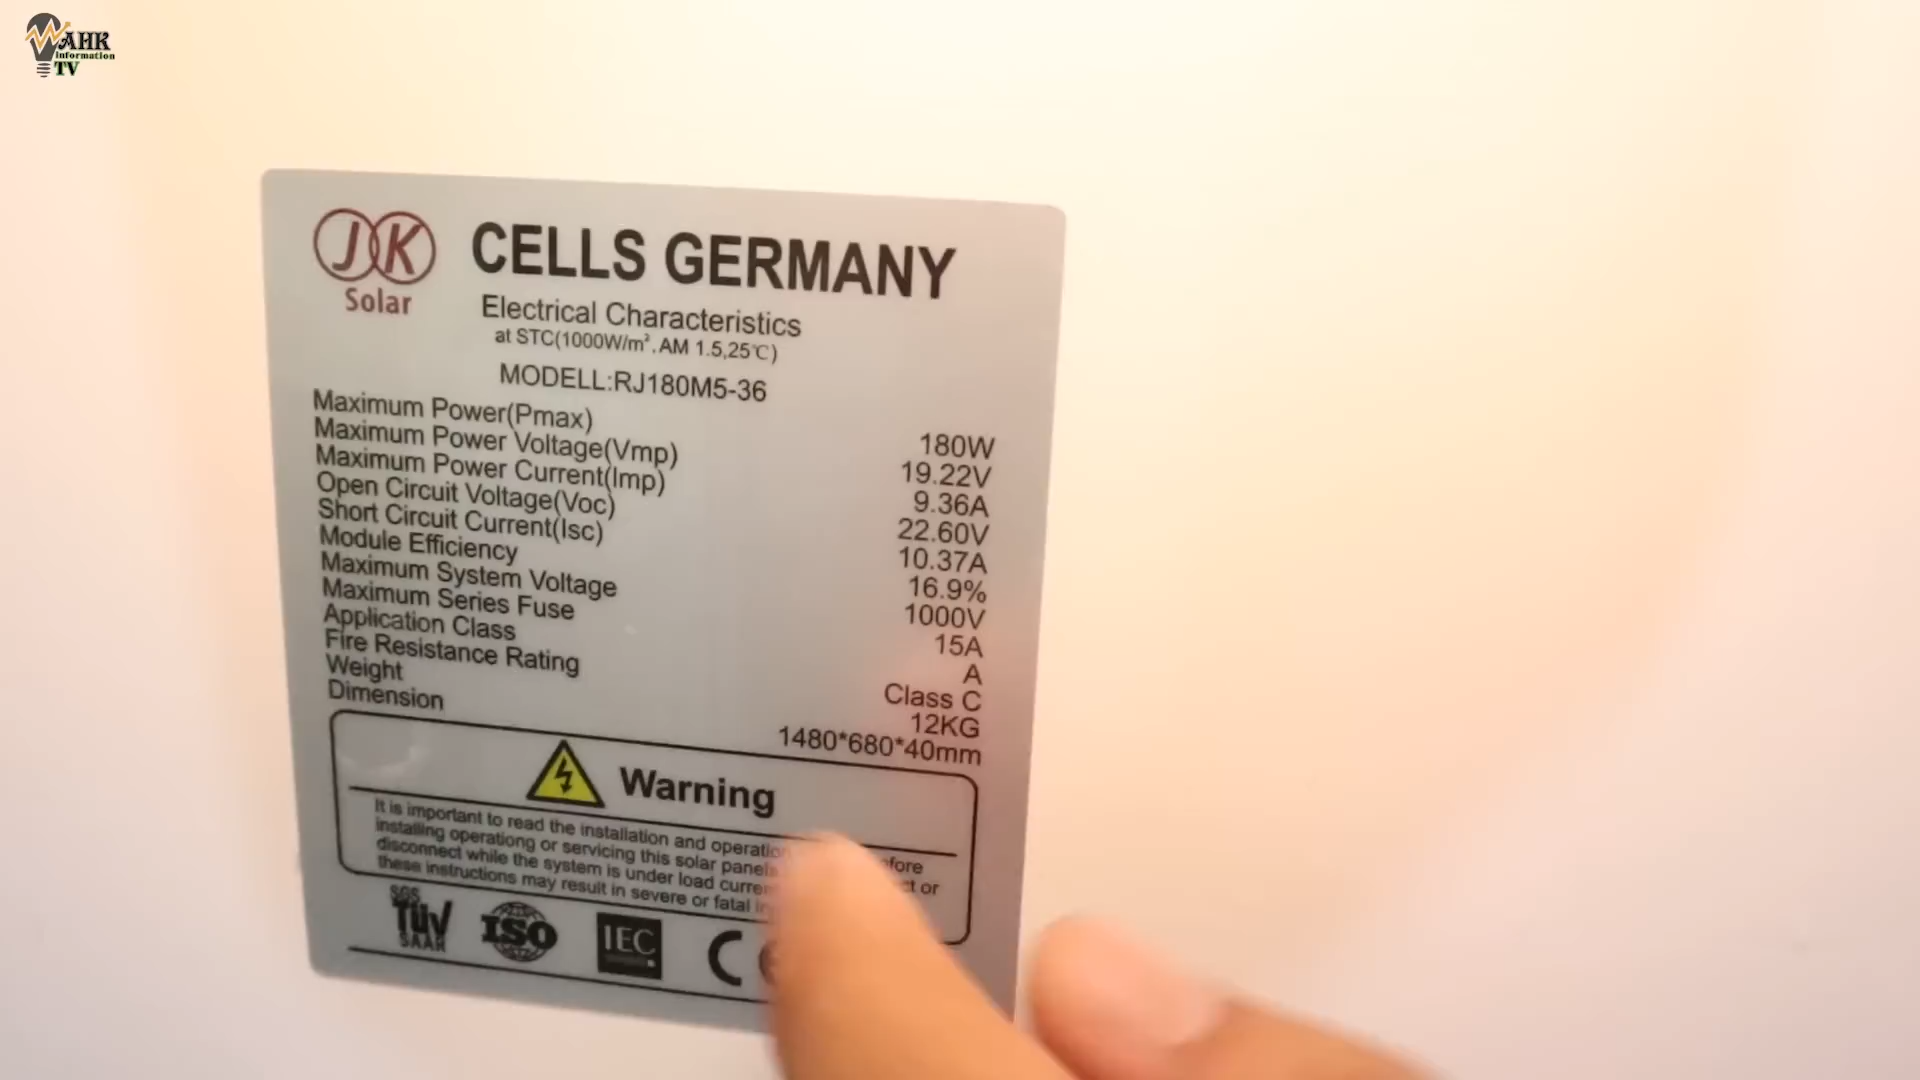 AHK
Information
TV
JK
Solar
CELLS GERMANY
Electrical Characteristics
at STC(1000W/m².AM 1.5,25℃)
MODELL:RJ180M5-36
Maximum Power(Pmax) 180W
Maximum Power Voltage(Vmp) 19.22V
Maximum Power Current(Imp) 9.36A
Open Circuit Voltage(Voc) 22.60V
Short Circuit Current(Isc) 10.37A
Module Efficiency 16.9%
Maximum System Voltage 1000V
Maximum Series Fuse 15A
Application Class A
Fire Resistance Rating Class C
Weight 12KG
Dimension 1480*680*40mm
Warning
It is important to read the installation and
installing operationg or servicing this solar
disconnect while the system is under load or
these instructions may result in severe or fatal
SGS
TÜV
SAAR
ISO
IEC
CE